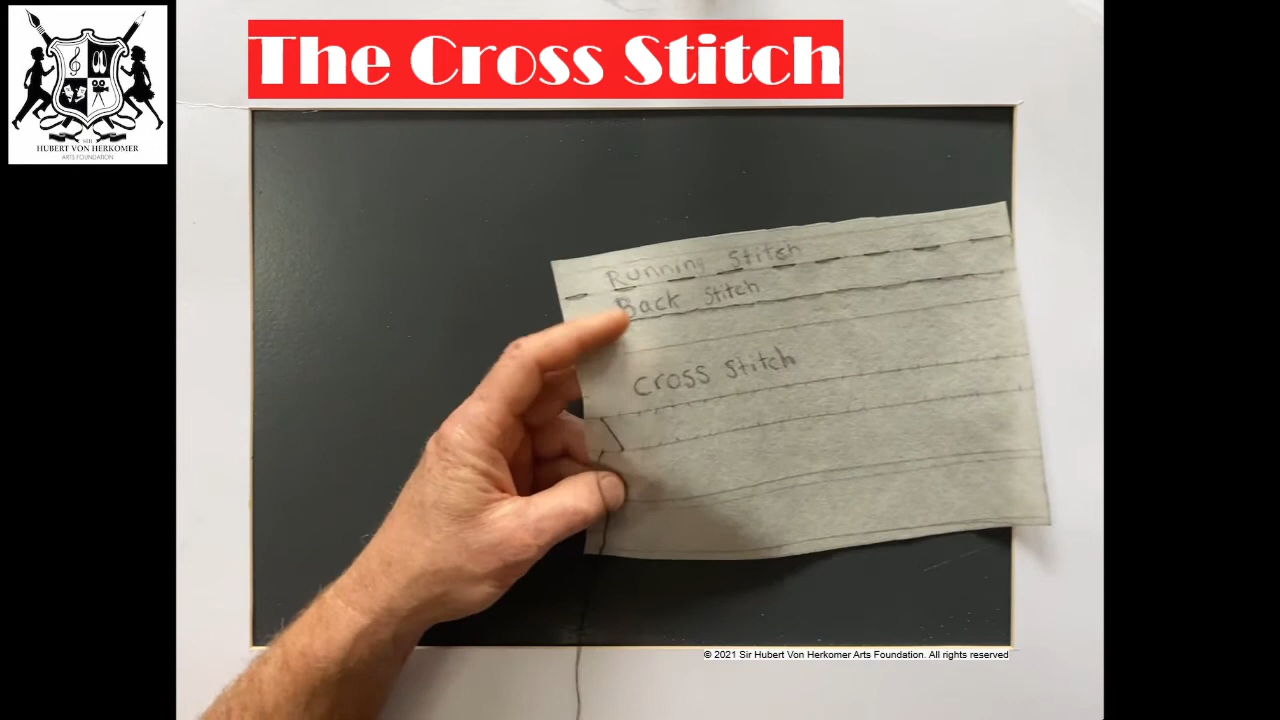 The Cross Stitch
SIR
HUBERT VON HERKOMER
ARTS FOUNDATION
Running Stitch
Back Stitch
Cross Stitch
© 2021 Sir Hubert Von Herkomer Arts Foundation. All rights reserved